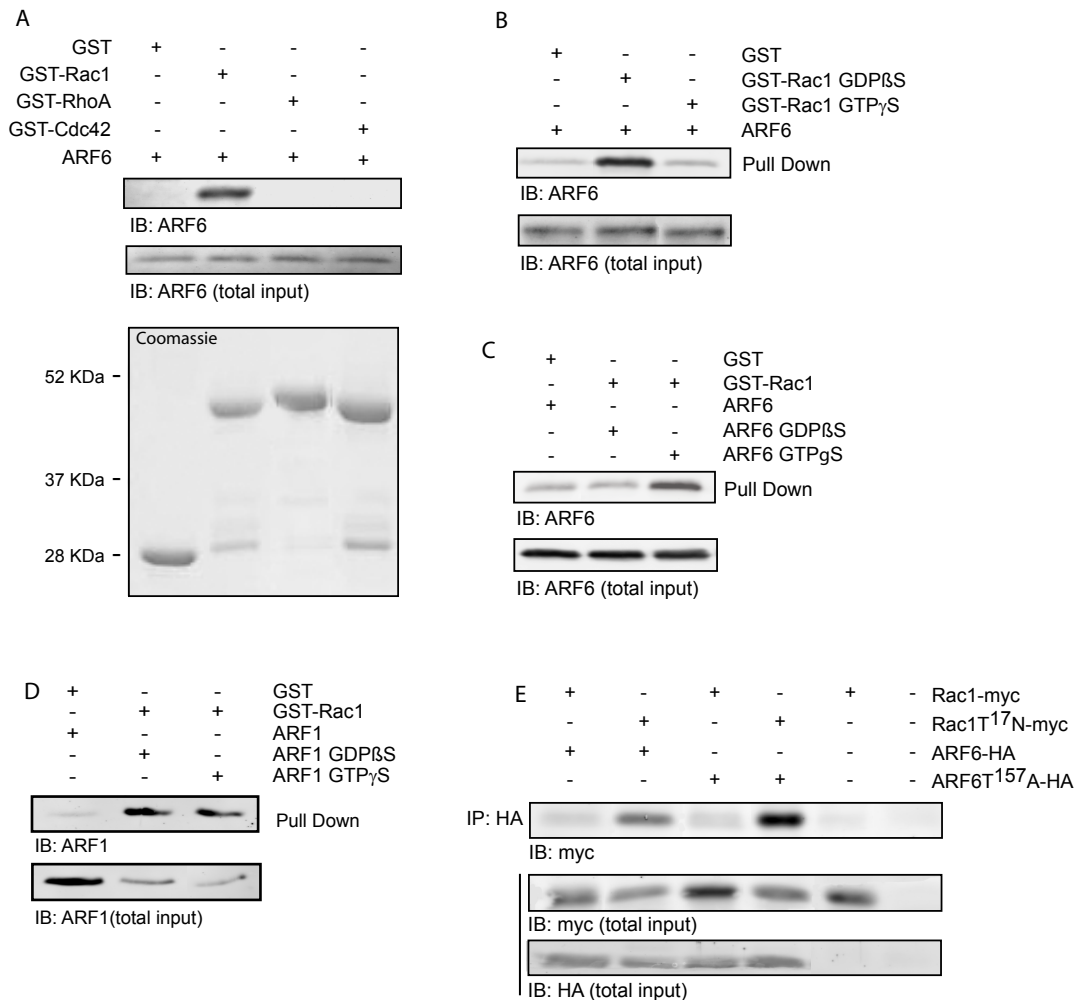 A
GST + - - -
GST-Rac1 - + - -
GST-RhoA - - + -
GST-Cdc42 - - - +
ARF6 + + + +
IB: ARF6
IB: ARF6 (total input)
Coomassie
52 KDa -
37 KDa -
28 KDa -
B
+ - - GST
- + - GST-Rac1 GDPßS
- - + GST-Rac1 GTPγS
+ + + ARF6
Pull Down
IB: ARF6
IB: ARF6 (total input)
C
+ - - GST
- + + GST-Rac1
+ - - ARF6
- + - ARF6 GDPßS
- - + ARF6 GTPgS
Pull Down
IB: ARF6
IB: ARF6 (total input)
D
+ - - GST
- + + GST-Rac1
+ - - ARF1
- + - ARF1 GDPßS
- - + ARF1 GTPγS
Pull Down
IB: ARF1
IB: ARF1(total input)
E
+ - + - + - Rac1-myc
- + - + - - Rac1T17N-myc
+ + - - - - ARF6-HA
- - + + - - ARF6T157A-HA
IP: HA
IB: myc
IB: myc (total input)
IB: HA (total input)